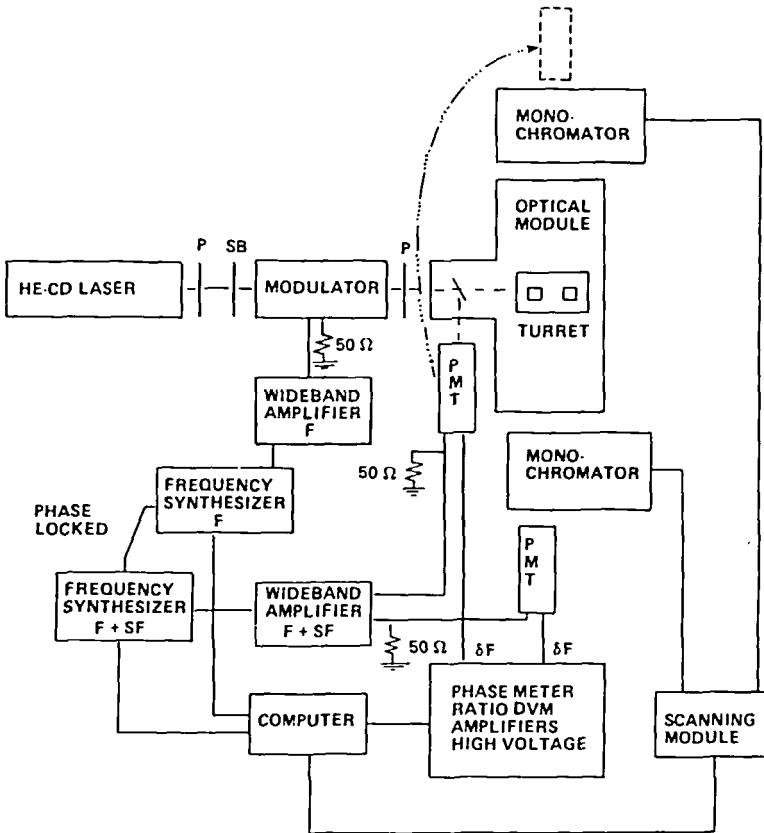 MONO-
CHROMATOR
OPTICAL
MODULE
P
SB
P
HE-CD LASER
MODULATOR
TURRET
50 Ω
P
M
T
WIDEBAND
AMPLIFIER
F
50 Ω
MONO-
CHROMATOR
PHASE
LOCKED
FREQUENCY
SYNTHESIZER
F
P
M
T
FREQUENCY
SYNTHESIZER
F + SF
WIDEBAND
AMPLIFIER
F + SF
50 Ω
δF
δF
COMPUTER
PHASE METER
RATIO DVM
AMPLIFIERS
HIGH VOLTAGE
SCANNING
MODULE